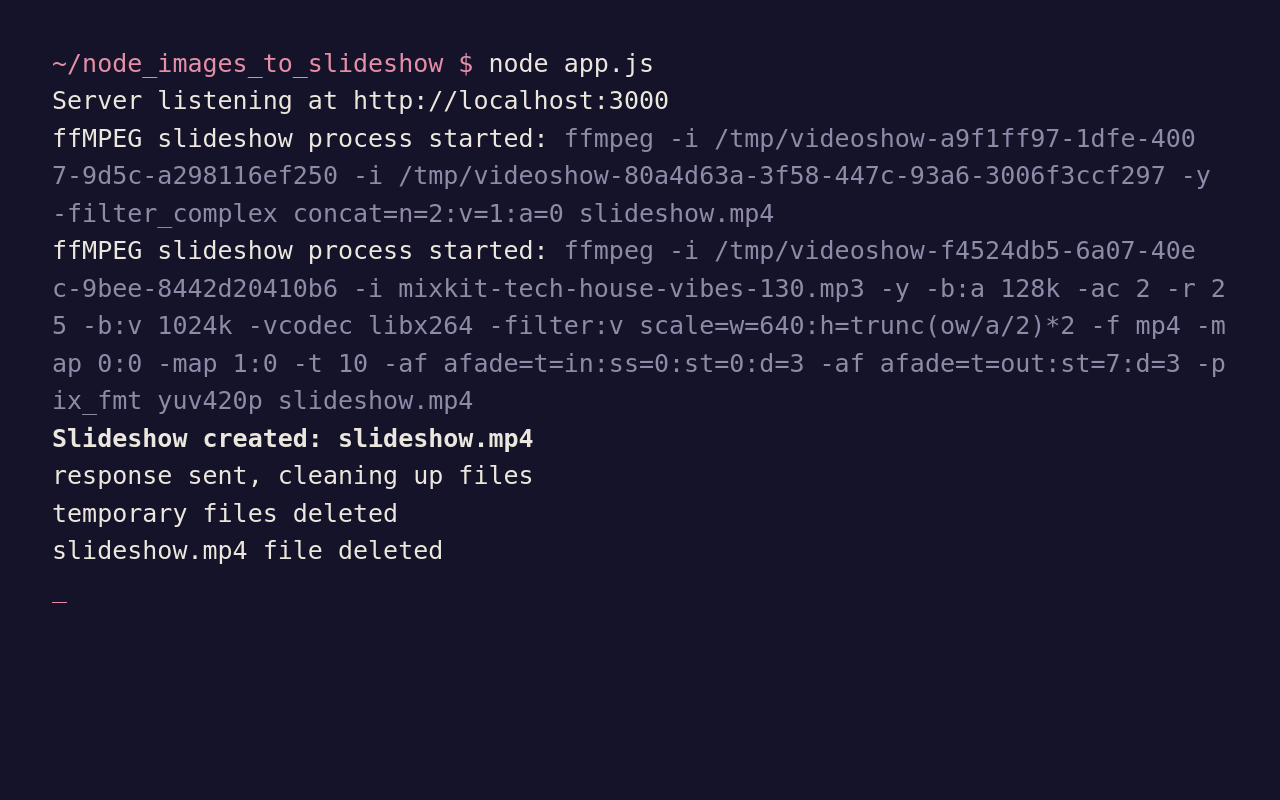 ~/node_images_to_slideshow $ node app.js
Server listening at http://localhost:3000
ffMPEG slideshow process started: ffmpeg -i /tmp/videoshow-a9f1ff97-1dfe-400
7-9d5c-a298116ef250 -i /tmp/videoshow-80a4d63a-3f58-447c-93a6-3006f3ccf297 -y
-filter_complex concat=n=2:v=1:a=0 slideshow.mp4
ffMPEG slideshow process started: ffmpeg -i /tmp/videoshow-f4524db5-6a07-40e
c-9bee-8442d20410b6 -i mixkit-tech-house-vibes-130.mp3 -y -b:a 128k -ac 2 -r 2
5 -b:v 1024k -vcodec libx264 -filter:v scale=w=640:h=trunc(ow/a/2)*2 -f mp4 -m
ap 0:0 -map 1:0 -t 10 -af afade=t=in:ss=0:st=0:d=3 -af afade=t=out:st=7:d=3 -p
ix_fmt yuv420p slideshow.mp4
Slideshow created: slideshow.mp4
response sent, cleaning up files
temporary files deleted
slideshow.mp4 file deleted
_